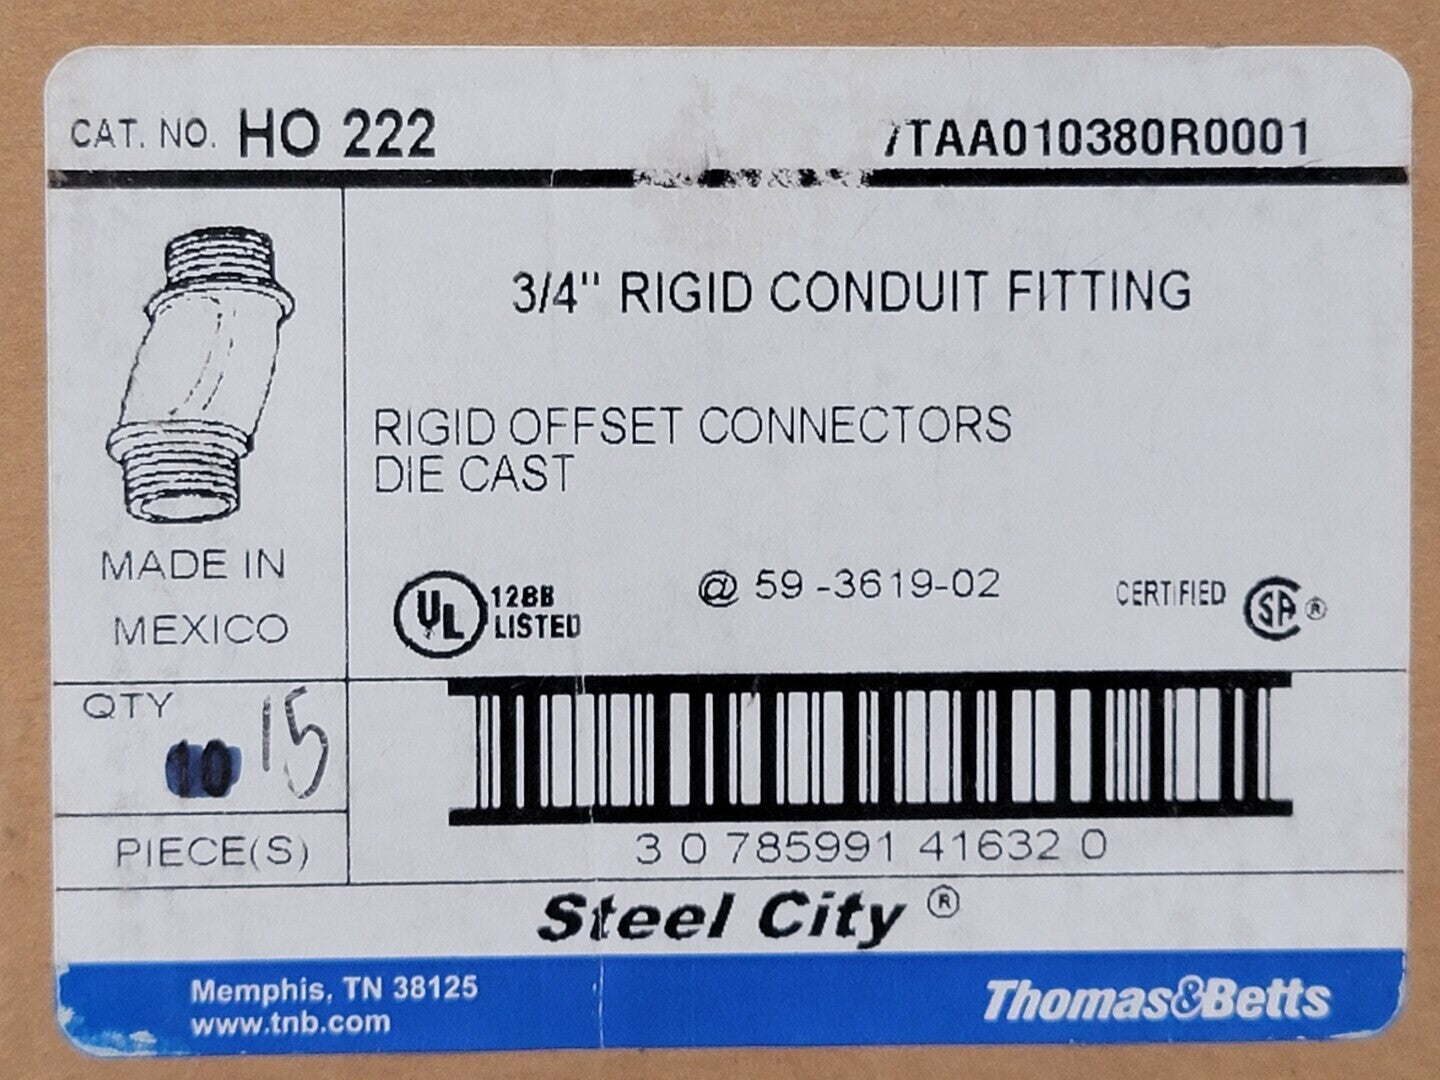 CAT. NO. HO 222
7TAA010380R0001
3/4" RIGID CONDUIT FITTING
RIGID OFFSET CONNECTORS
DIE CAST
MADE IN
MEXICO
UL 128B
LISTED
@ 59-3619-02
CERTIFIED SA ®
QTY
10 15
PIECE(S)
3 0 785991 41632 0
Steel City ®
Memphis, TN 38125
www.tnb.com
Thomas&Betts